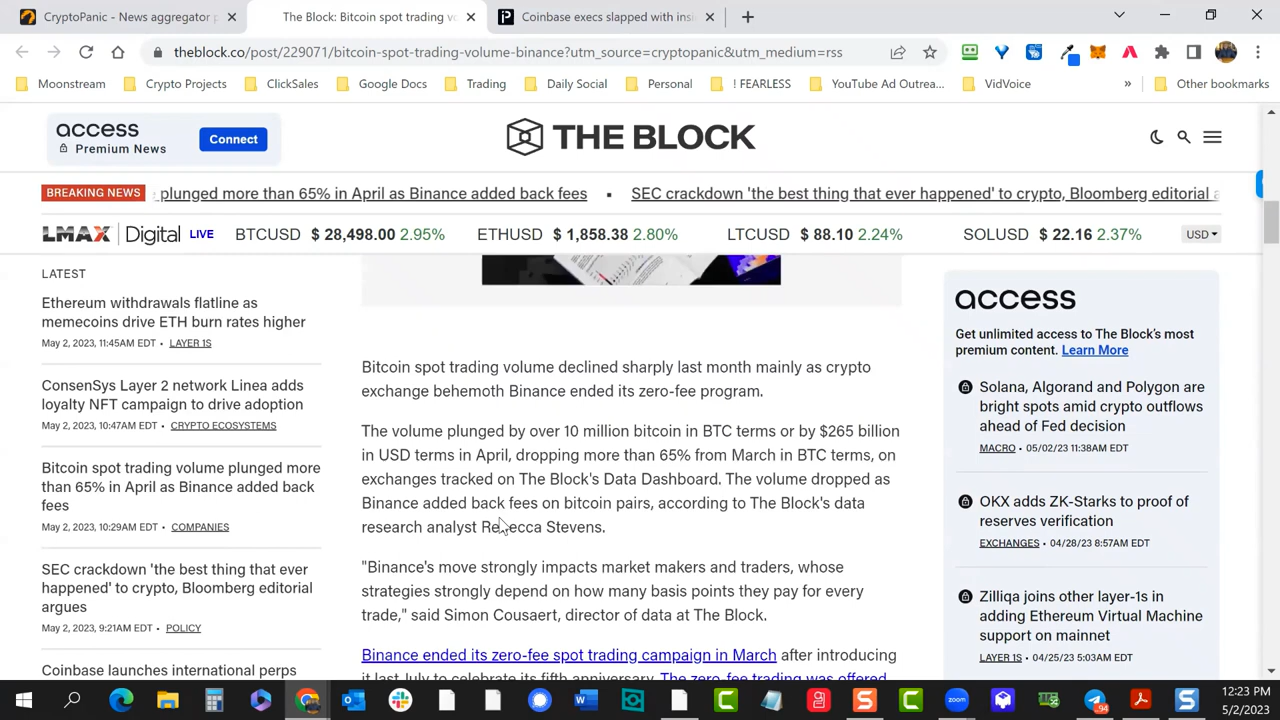 CryptoPanic - News aggregator p
The Block: Bitcoin spot trading vo
Coinbase execs slapped with insi
theblock.co/post/229071/bitcoin-spot-trading-volume-binance?utm_source=cryptopanic&utm_medium=rss
Moonstream
Crypto Projects
ClickSales
Google Docs
Trading
Daily Social
Personal
! FEARLESS
YouTube Ad Outrea...
VidVoice
»
Other bookmarks
access
Premium News
Connect
THE BLOCK
BREAKING NEWS
plunged more than 65% in April as Binance added back fees
SEC crackdown 'the best thing that ever happened' to crypto, Bloomberg editorial a
LMAX Digital LIVE
BTCUSD $ 28,498.00 2.95%
ETHUSD $ 1,858.38 2.80%
LTCUSD $ 88.10 2.24%
SOLUSD $ 22.16 2.37%
USD
LATEST
Ethereum withdrawals flatline as
memecoins drive ETH burn rates higher
May 2, 2023, 11:45AM EDT • LAYER 1S
ConsenSys Layer 2 network Linea adds
loyalty NFT campaign to drive adoption
May 2, 2023, 10:47AM EDT • CRYPTO ECOSYSTEMS
Bitcoin spot trading volume plunged more
than 65% in April as Binance added back
fees
May 2, 2023, 10:29AM EDT • COMPANIES
SEC crackdown 'the best thing that ever
happened' to crypto, Bloomberg editorial
argues
May 2, 2023, 9:21AM EDT • POLICY
Coinbase launches international perps
Bitcoin spot trading volume declined sharply last month mainly as crypto
exchange behemoth Binance ended its zero-fee program.
The volume plunged by over 10 million bitcoin in BTC terms or by $265 billion
in USD terms in April, dropping more than 65% from March in BTC terms, on
exchanges tracked on The Block's Data Dashboard. The volume dropped as
Binance added back fees on bitcoin pairs, according to The Block's data
research analyst Rebecca Stevens.
"Binance's move strongly impacts market makers and traders, whose
strategies strongly depend on how many basis points they pay for every
trade," said Simon Cousaert, director of data at The Block.
Binance ended its zero-fee spot trading campaign in March after introducing
it last July to celebrate its fifth anniversary. The zero-fee trading was offered
access
Get unlimited access to The Block's most
premium content. Learn More
Solana, Algorand and Polygon are
bright spots amid crypto outflows
ahead of Fed decision
MACRO • 05/02/23 11:38AM EDT
OKX adds ZK-Starks to proof of
reserves verification
EXCHANGES • 04/28/23 8:57AM EDT
Zilliqa joins other layer-1s in
adding Ethereum Virtual Machine
support on mainnet
LAYER 1S • 04/25/23 5:03AM EDT
94
zoom
12:23 PM
5/2/2023